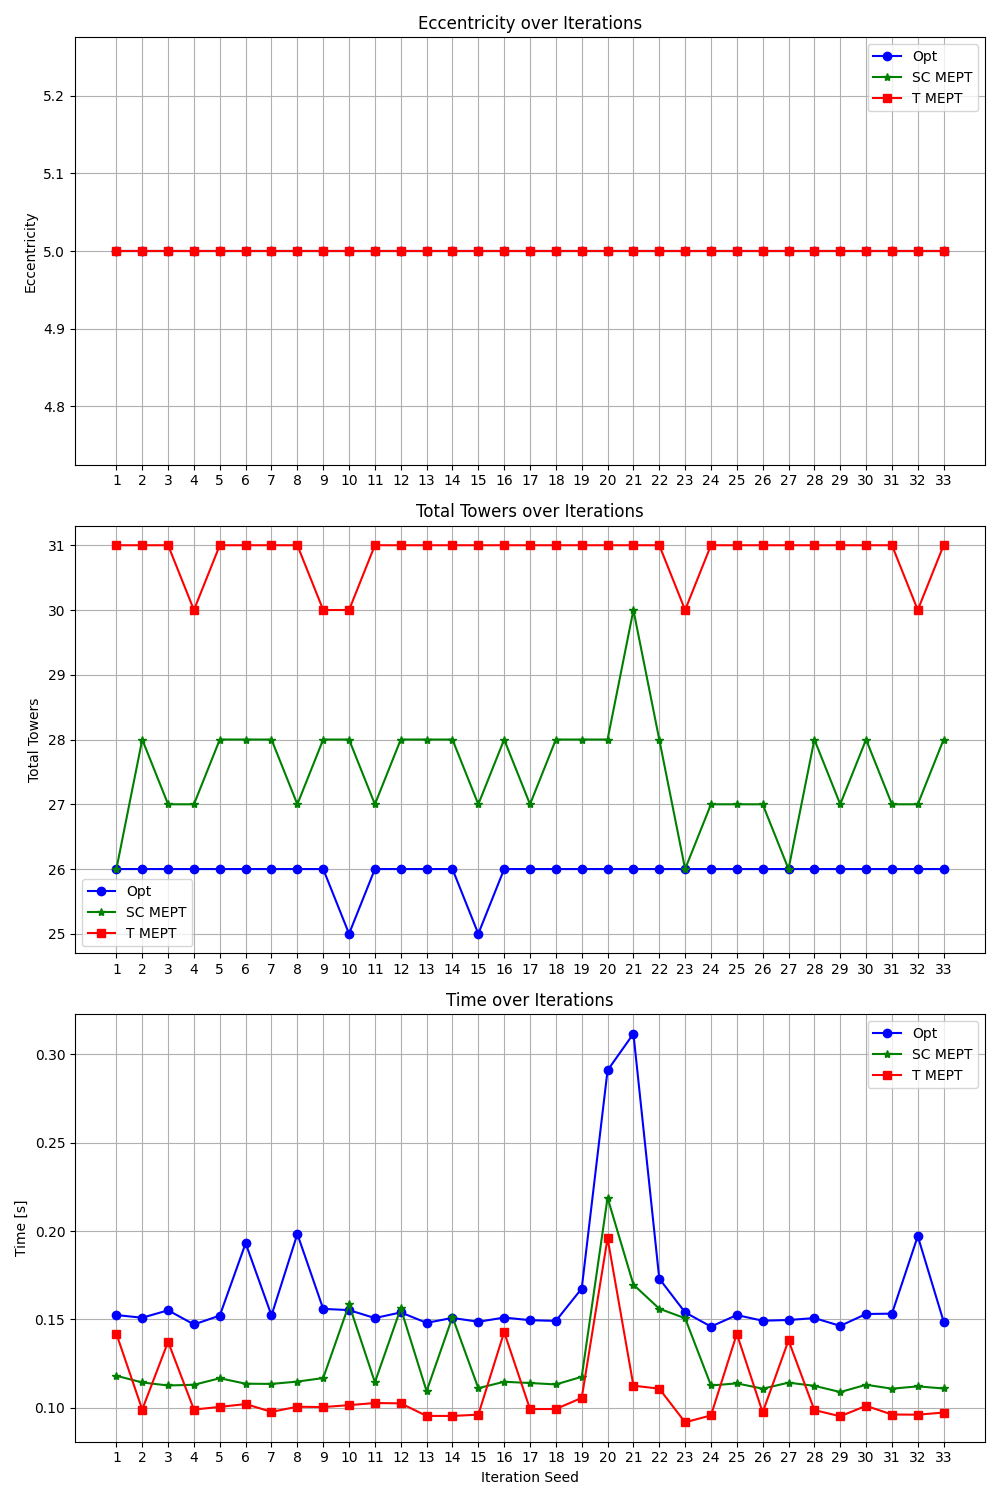 Eccentricity over Iterations
Opt
SC MEPT
T MEPT
5.2
5.1
5.0
4.9
4.8
Eccentricity
1 2 3 4 5 6 7 8 9 10 11 12 13 14 15 16 17 18 19 20 21 22 23 24 25 26 27 28 29 30 31 32 33
Total Towers over Iterations
31
30
29
28
27
26
25
Total Towers
Opt
SC MEPT
T MEPT
1 2 3 4 5 6 7 8 9 10 11 12 13 14 15 16 17 18 19 20 21 22 23 24 25 26 27 28 29 30 31 32 33
Time over Iterations
Opt
SC MEPT
T MEPT
0.30
0.25
0.20
0.15
0.10
Time [s]
1 2 3 4 5 6 7 8 9 10 11 12 13 14 15 16 17 18 19 20 21 22 23 24 25 26 27 28 29 30 31 32 33
Iteration Seed